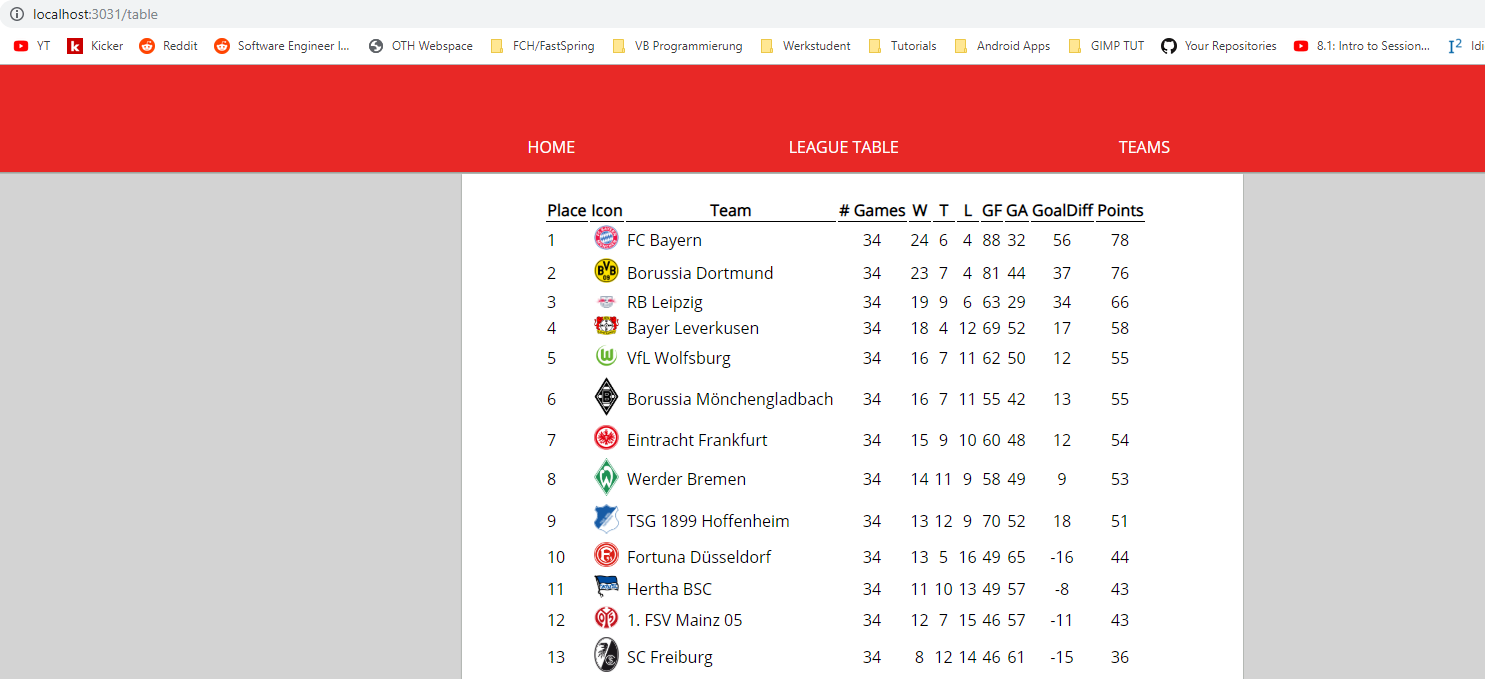 localhost:3031/table
YT Kicker Reddit Software Engineer I... OTH Webspace FCH/FastSpring VB Programmierung Werkstudent Tutorials Android Apps GIMP TUT Your Repositories 8.1: Intro to Session... I2 Idi
HOME LEAGUE TABLE TEAMS
Place Icon Team # Games W T L GF GA GoalDiff Points
1 FC Bayern 34 24 6 4 88 32 56 78
2 BVB 09 Borussia Dortmund 34 23 7 4 81 44 37 76
3 RB Leipzig 34 19 9 6 63 29 34 66
4 Bayer Leverkusen 34 18 4 12 69 52 17 58
5 VfL Wolfsburg 34 16 7 11 62 50 12 55
6 Borussia Mönchengladbach 34 16 7 11 55 42 13 55
7 Eintracht Frankfurt 34 15 9 10 60 48 12 54
8 Werder Bremen 34 14 11 9 58 49 9 53
9 TSG 1899 Hoffenheim 34 13 12 9 70 52 18 51
10 Fortuna Düsseldorf 34 13 5 16 49 65 -16 44
11 Hertha BSC 34 11 10 13 49 57 -8 43
12 1. FSV Mainz 05 34 12 7 15 46 57 -11 43
13 SC Freiburg 34 8 12 14 46 61 -15 36